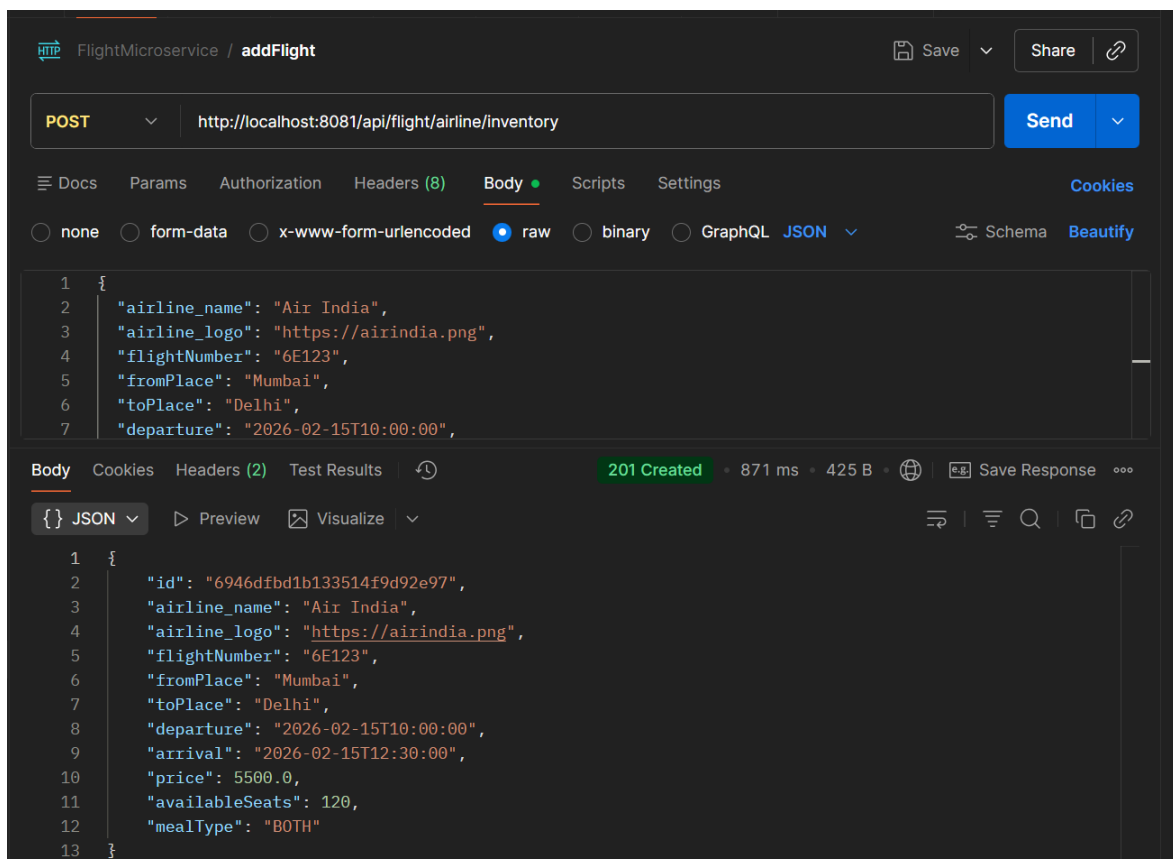 HTTP FlightMicroservice / addFlight Save Share
POST http://localhost:8081/api/flight/airline/inventory Send
Docs Params Authorization Headers (8) Body Scripts Settings Cookies
none form-data x-www-form-urlencoded raw binary GraphQL JSON Schema Beautify
1 {
2 "airline_name": "Air India",
3 "airline_logo": "https://airindia.png",
4 "flightNumber": "6E123",
5 "fromPlace": "Mumbai",
6 "toPlace": "Delhi",
7 "departure": "2026-02-15T10:00:00",
Body Cookies Headers (2) Test Results 201 Created • 871 ms • 425 B • e.g. Save Response
{} JSON Preview Visualize
1 {
2 "id": "6946dfbd1b133514f9d92e97",
3 "airline_name": "Air India",
4 "airline_logo": "https://airindia.png",
5 "flightNumber": "6E123",
6 "fromPlace": "Mumbai",
7 "toPlace": "Delhi",
8 "departure": "2026-02-15T10:00:00",
9 "arrival": "2026-02-15T12:30:00",
10 "price": 5500.0,
11 "availableSeats": 120,
12 "mealType": "BOTH"
13 }